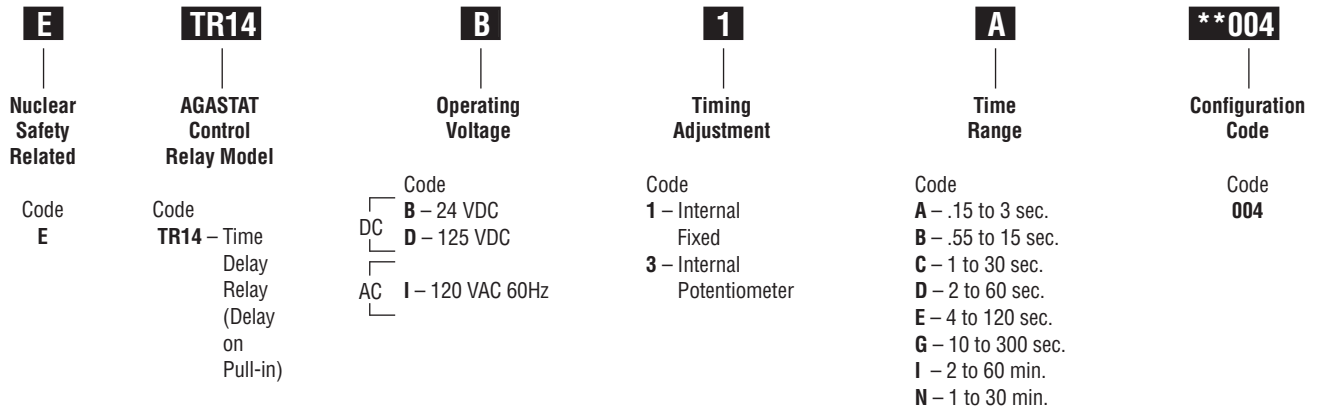 E
TR14
B
1
A
**004
Nuclear
Safety
Related
AGASTAT
Control
Relay Model
Operating
Voltage
Timing
Adjustment
Time
Range
Configuration
Code
Code
E
Code
TR14 – Time
Delay
Relay
(Delay
on
Pull-in)
Code
DC
B – 24 VDC
D – 125 VDC
AC
I – 120 VAC 60Hz
Code
1 – Internal
Fixed
3 – Internal
Potentiometer
Code
A – .15 to 3 sec.
B – .55 to 15 sec.
C – 1 to 30 sec.
D – 2 to 60 sec.
E – 4 to 120 sec.
G – 10 to 300 sec.
I – 2 to 60 min.
N – 1 to 30 min.
Code
004